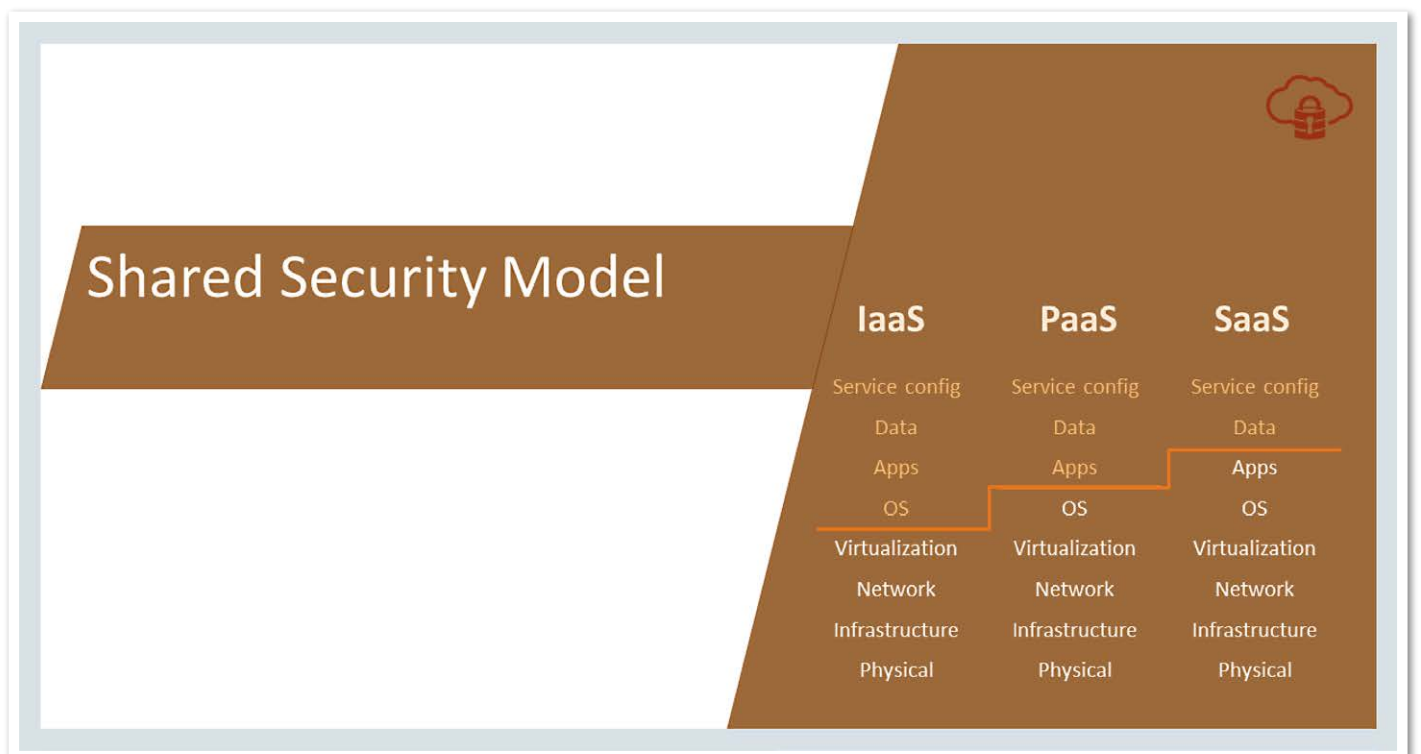 Shared Security Model
IaaS PaaS SaaS
Service config Service config Service config
Data Data Data
Apps Apps Apps
OS OS OS
Virtualization Virtualization Virtualization
Network Network Network
Infrastructure Infrastructure Infrastructure
Physical Physical Physical